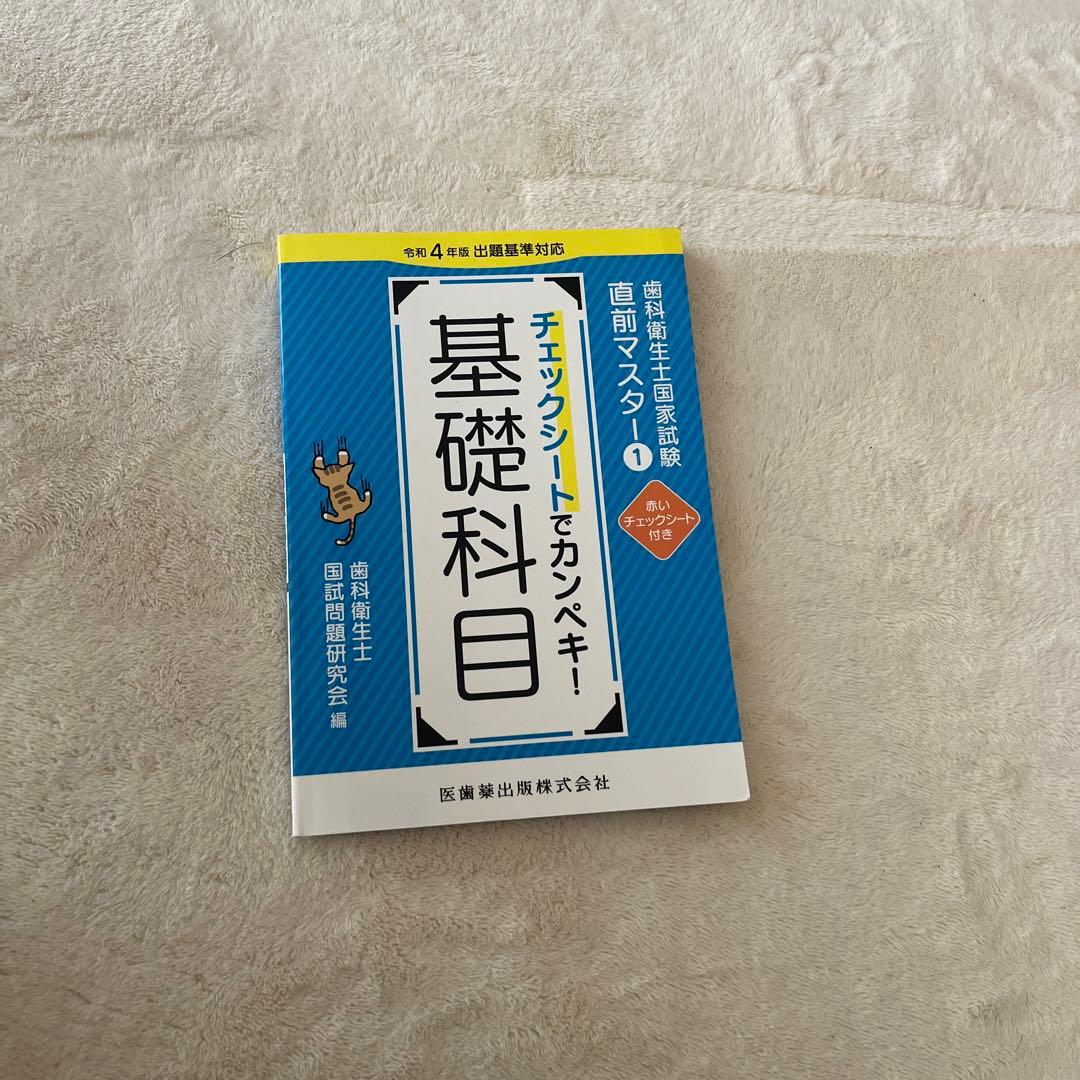 令和4年版 出題基準対応
歯科衛生士国家試験
直前マスター1
赤い
チェックシート
付き
チェックシートでカンペキ!
基礎科目
歯科衛生士
国試問題研究会 編
医歯薬出版株式会社